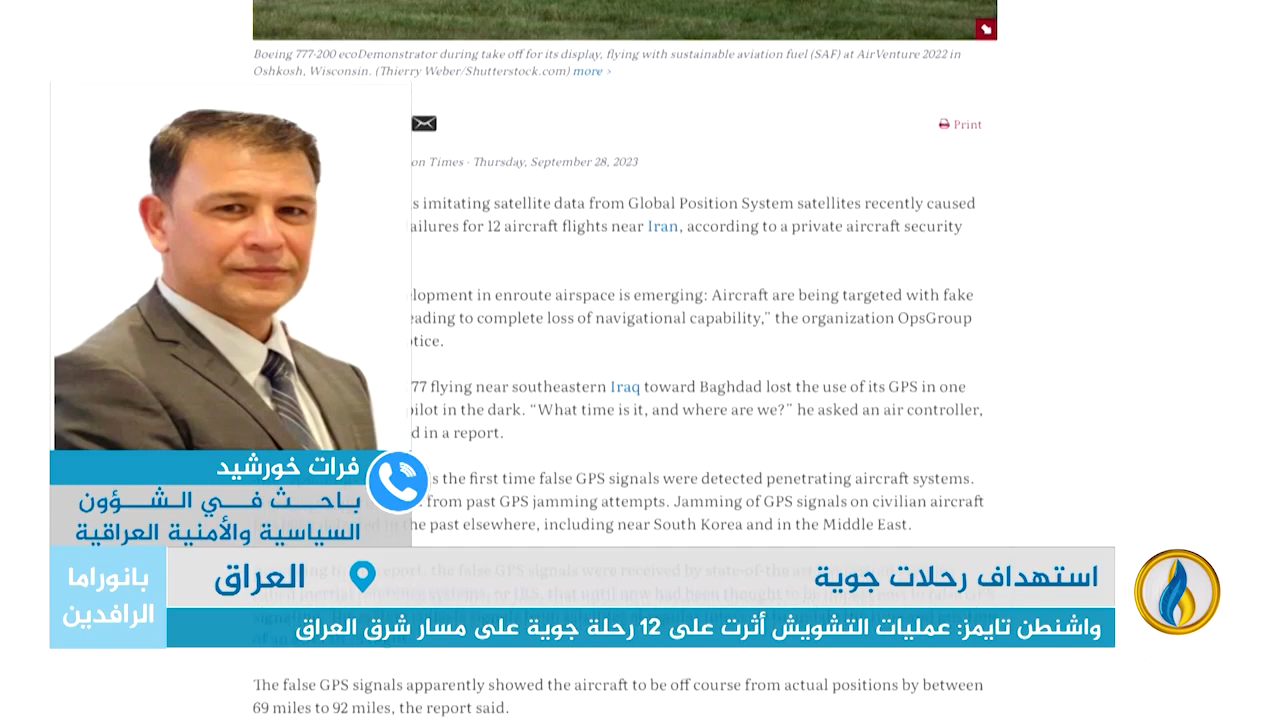 Boeing 777-200 ecoDemonstrator during take off for its display, flying with sustainable aviation fuel (SAF) at AirVenture 2022 in
Oshkosh, Wisconsin. (Thierry Weber/Shutterstock.com) more >
Print
on Times - Thursday, September 28, 2023
s imitating satellite data from Global Position System satellites recently caused
ailures for 12 aircraft flights near Iran, according to a private aircraft security
elopment in enroute airspace is emerging: Aircraft are being targeted with fake
eading to complete loss of navigational capability,” the organization OpsGroup
tice.
77 flying near southeastern Iraq toward Baghdad lost the use of its GPS in one
pilot in the dark. “What time is it, and where are we?” he asked an air controller,
d in a report.
s the first time false GPS signals were detected penetrating aircraft systems.
from past GPS jamming attempts. Jamming of GPS signals on civilian aircraft
in the past elsewhere, including near South Korea and in the Middle East.
فرات خورشيد
باحث في الشؤون
السياسية والأمنية العراقية
بانوراما
الرافدين
استهداف رحلات جوية
العراق
واشنطن تايمز: عمليات التشويش أثرت على 12 رحلة جوية على مسار شرق العراق
The false GPS signals apparently showed the aircraft to be off course from actual positions by between
69 miles to 92 miles, the report said.